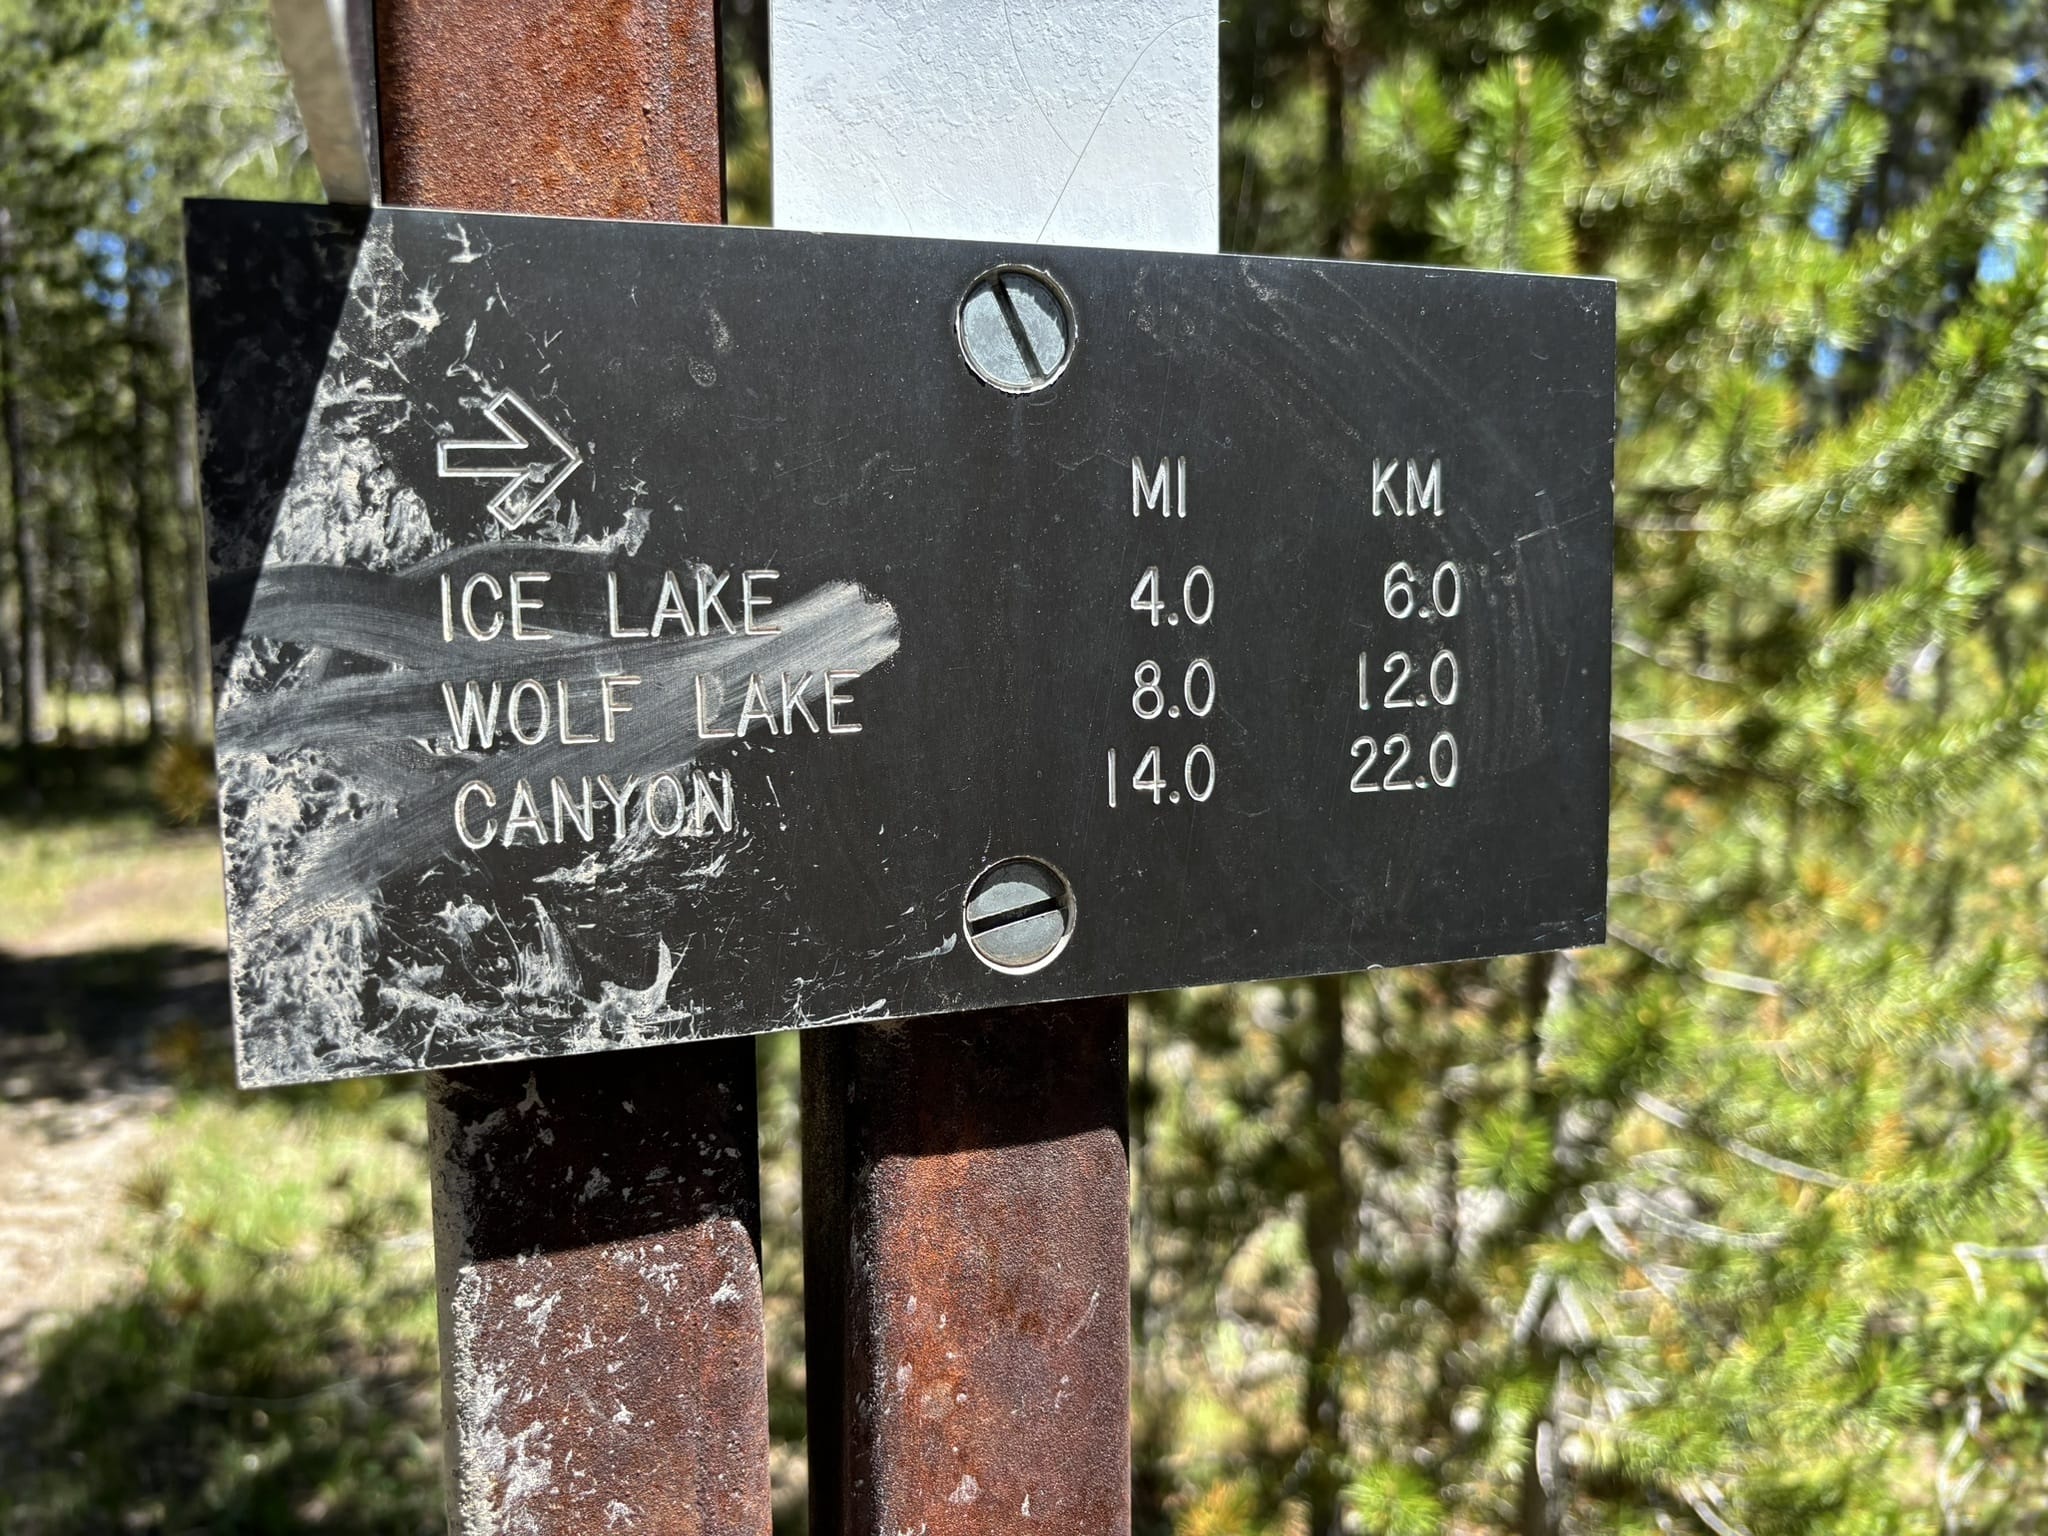 MI KM
ICE LAKE 4.0 6.0
WOLF LAKE 8.0 12.0
CANYON 14.0 22.0